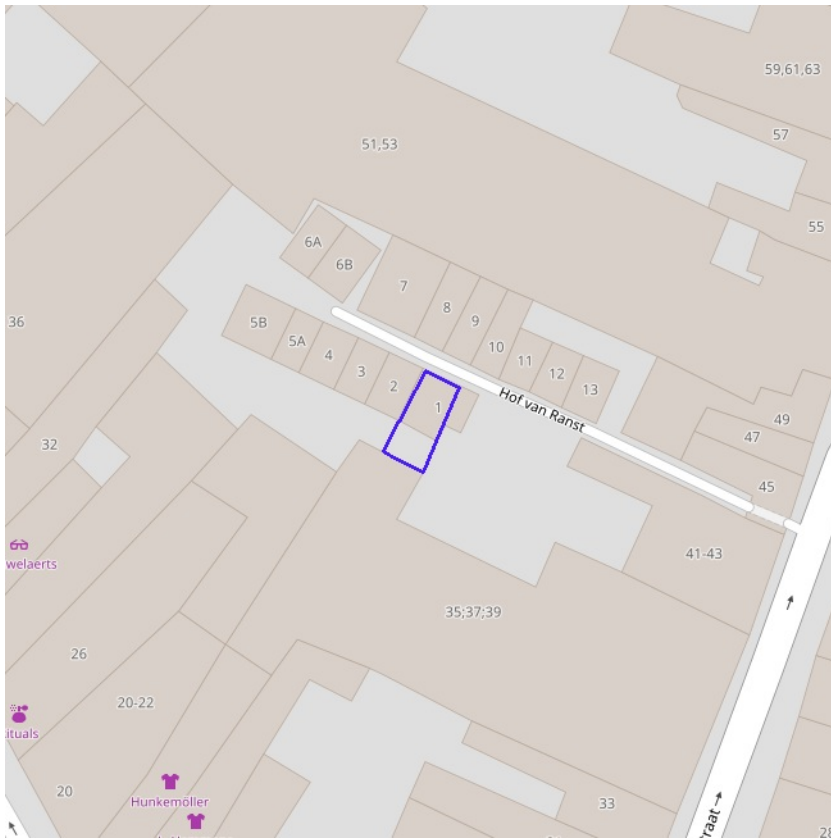 59,61,63
57
51,53
55
6A
6B
7
8
9
10
11
12
13
5B
5A
4
3
2
1
Hof van Ranst
36
32
49
47
45
41-43
welaerts
35;37;39
26
20-22
ituals
20
Hunkemöller
33
raat